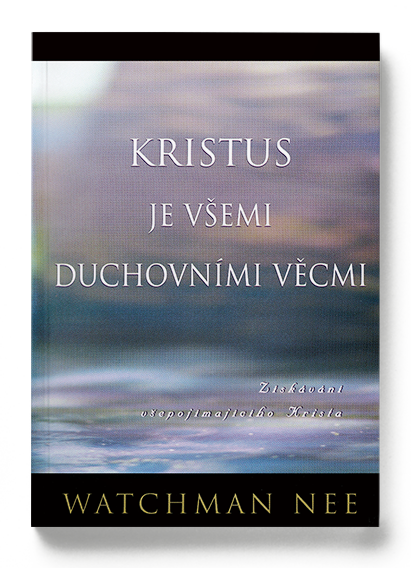 KRISTUS
JE VŠEMI
DUCHOVNÍMI VĚCMI
Získávání
všepojímajícího Krista
WATCHMAN NEE